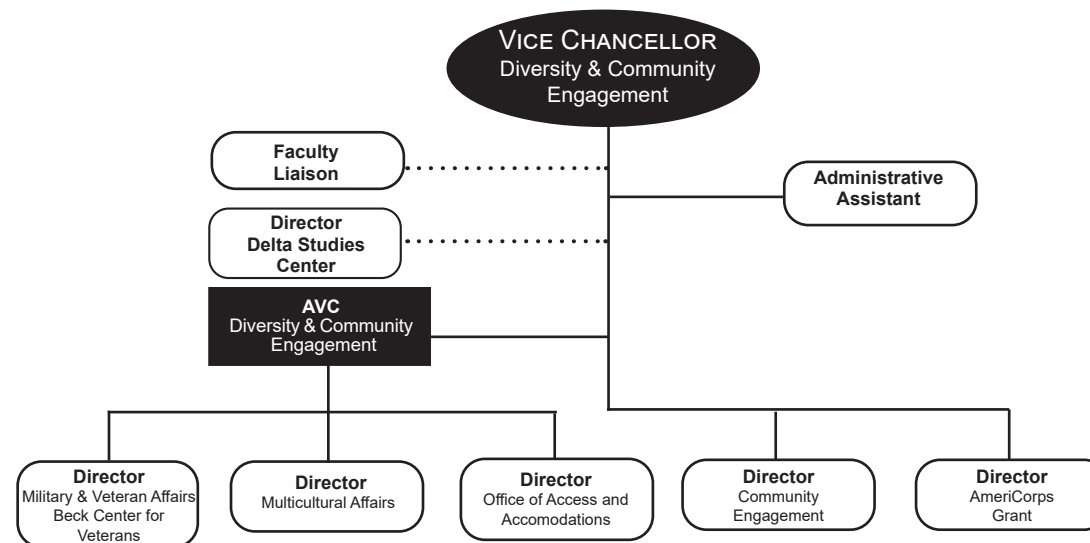 VICE CHANCELLOR
Diversity & Community
Engagement
Faculty
Liaison
Administrative
Assistant
Director
Delta Studies
Center
AVC
Diversity & Community
Engagement
Director
Military & Veteran Affairs
Beck Center for
Veterans
Director
Multicultural Affairs
Director
Office of Access and
Accomodations
Director
Community
Engagement
Director
AmeriCorps
Grant